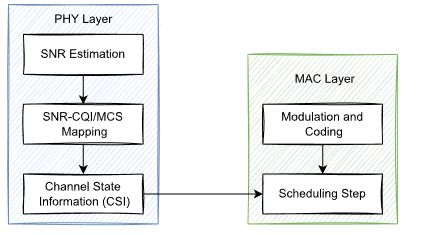 PHY Layer
SNR Estimation
SNR-CQI/MCS
Mapping
Channel State
Information (CSI)
MAC Layer
Modulation and
Coding
Scheduling Step